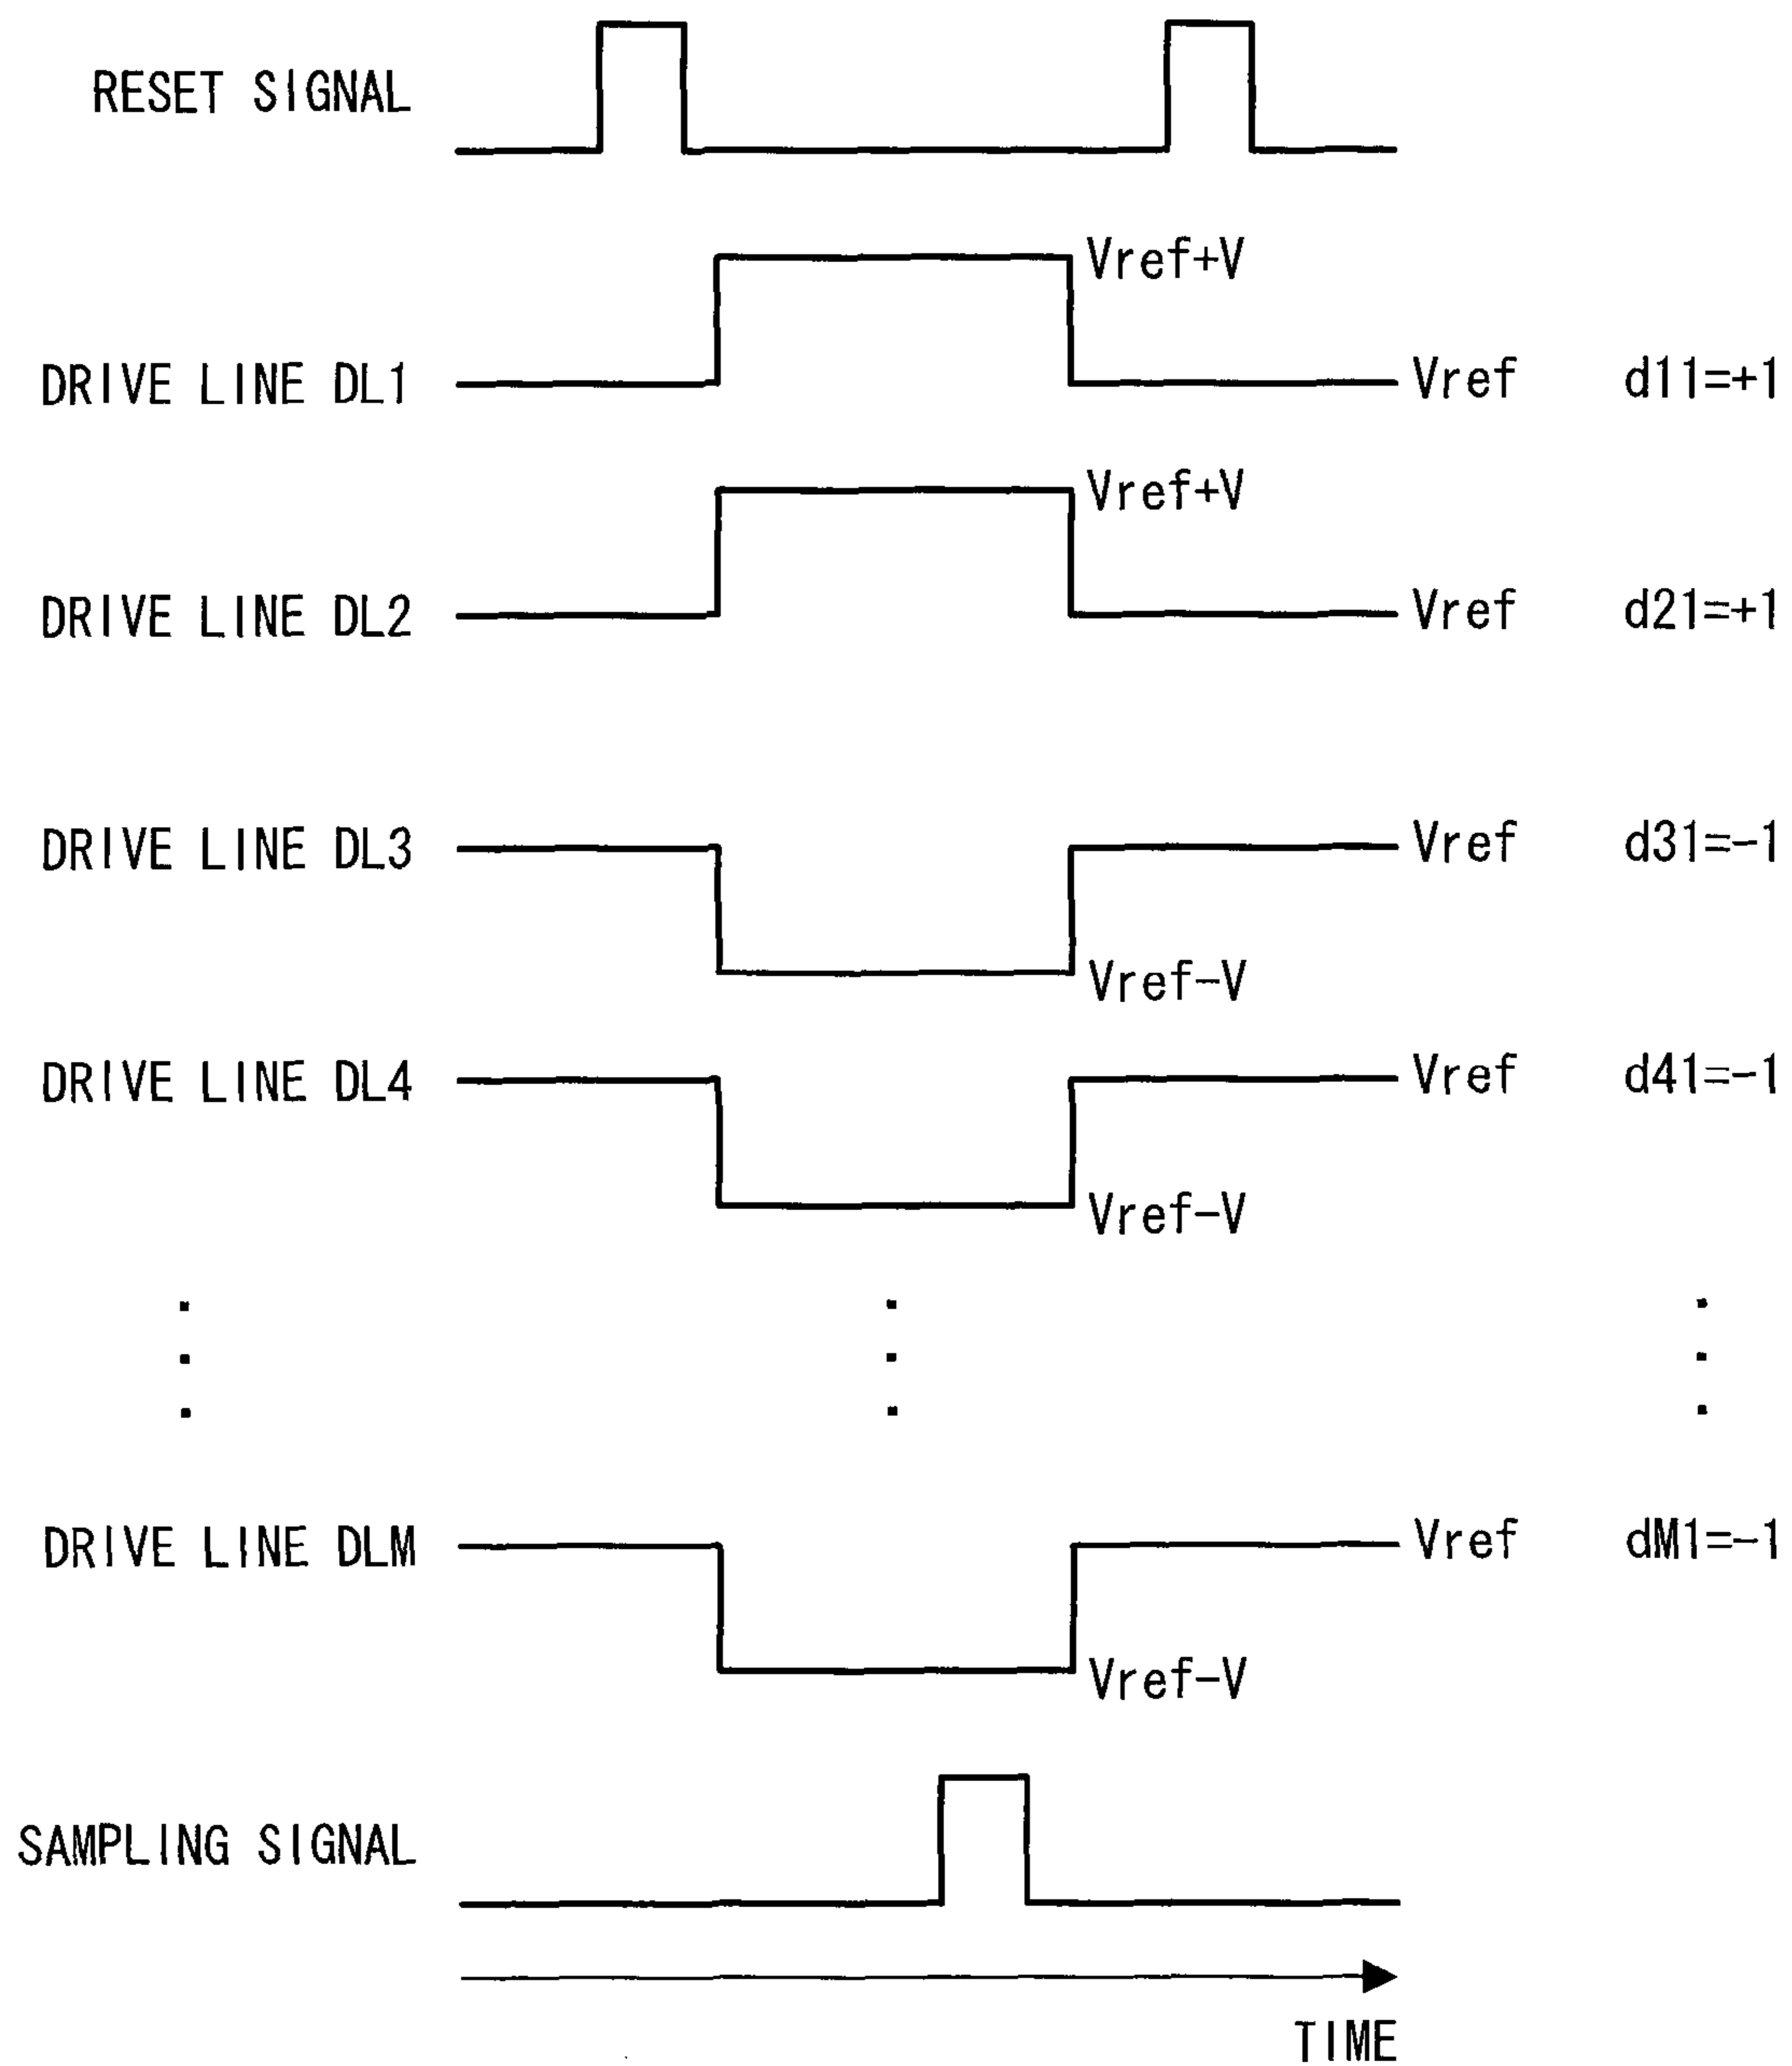 RESET SIGNAL
Vref+V
DRIVE LINE DL1 Vref d11=+1
Vref+V
DRIVE LINE DL2 Vref d21=+1
DRIVE LINE DL3 Vref d31=-1
Vref-V
DRIVE LINE DL4 Vref d41=-1
Vref-V
DRIVE LINE DLM Vref dM1=-1
Vref-V
SAMPLING SIGNAL
TIME